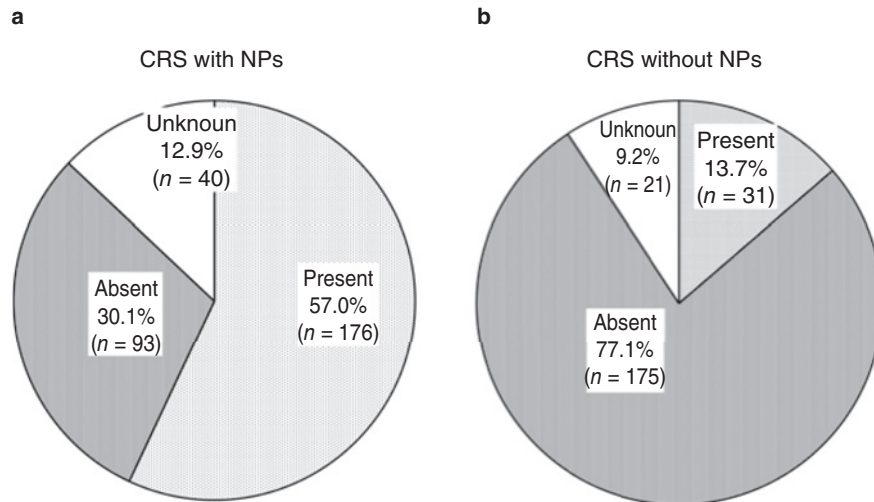 a
CRS with NPs
Unknoun
12.9%
(n = 40)
Absent
30.1%
(n = 93)
Present
57.0%
(n = 176)
b
CRS without NPs
Unknoun
9.2%
(n = 21)
Present
13.7%
(n = 31)
Absent
77.1%
(n = 175)